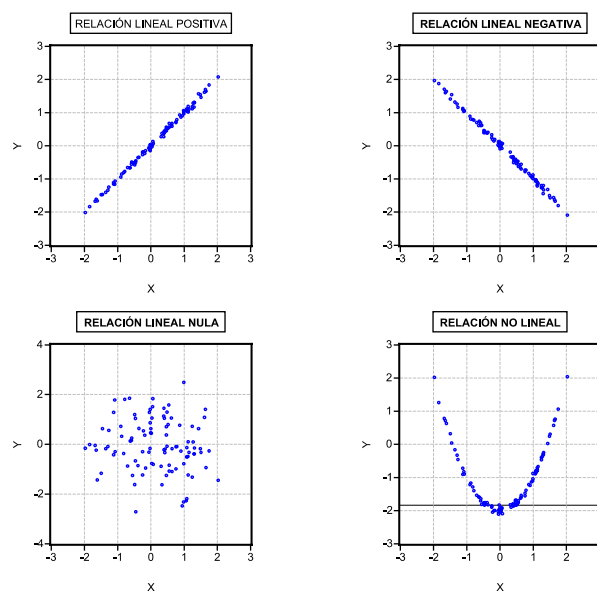 RELACIÓN LINEAL POSITIVA
3
2
1
0
-1
-2
-3
Y
-3 -2 -1 0 1 2 3
X
RELACIÓN LINEAL NEGATIVA
3
2
1
0
-1
-2
-3
Y
-3 -2 -1 0 1 2
X
RELACIÓN LINEAL NULA
4
2
0
-2
-4
Y
-3 -2 -1 0 1 2 3
X
RELACIÓN NO LINEAL
3
2
1
0
-1
-2
-3
Y
-3 -2 -1 0 1 2
X